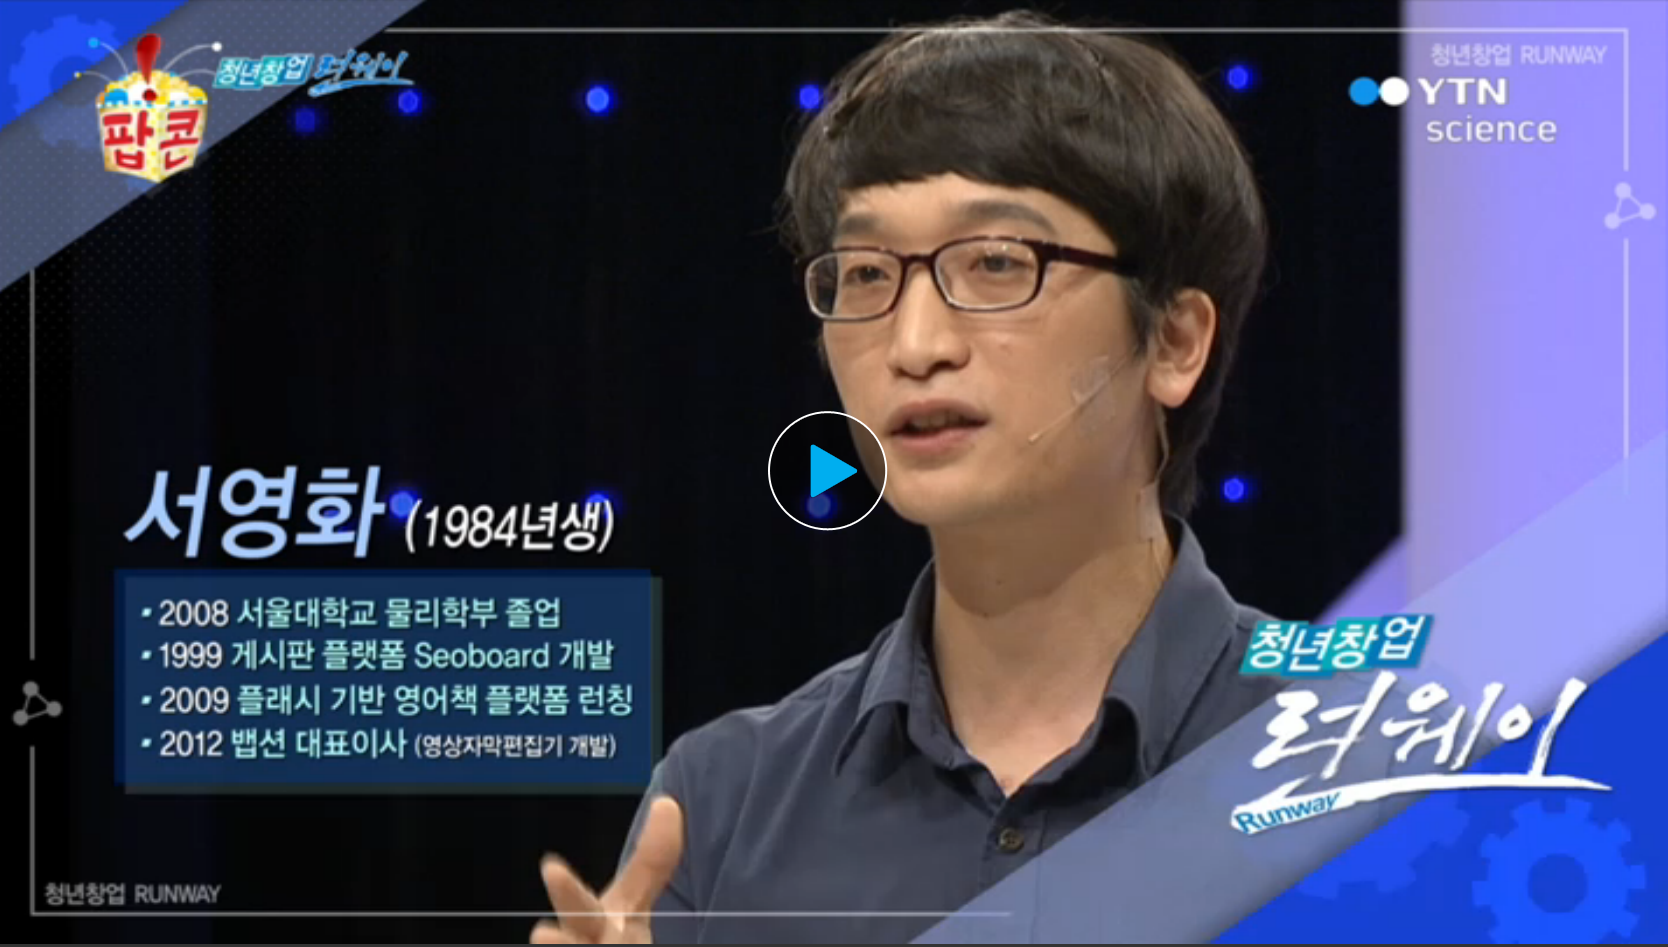 팝콘
청년창업 런웨이
청년창업 RUNWAY
YTN
science
서영화 (1984년생)
• 2008 서울대학교 물리학부 졸업
• 1999 게시판 플랫폼 Seoboard 개발
• 2009 플래시 기반 영어책 플랫폼 런칭
• 2012 뱁션 대표이사 (영상자막편집기 개발)
청년창업
런웨이
Runway
청년창업 RUNWAY